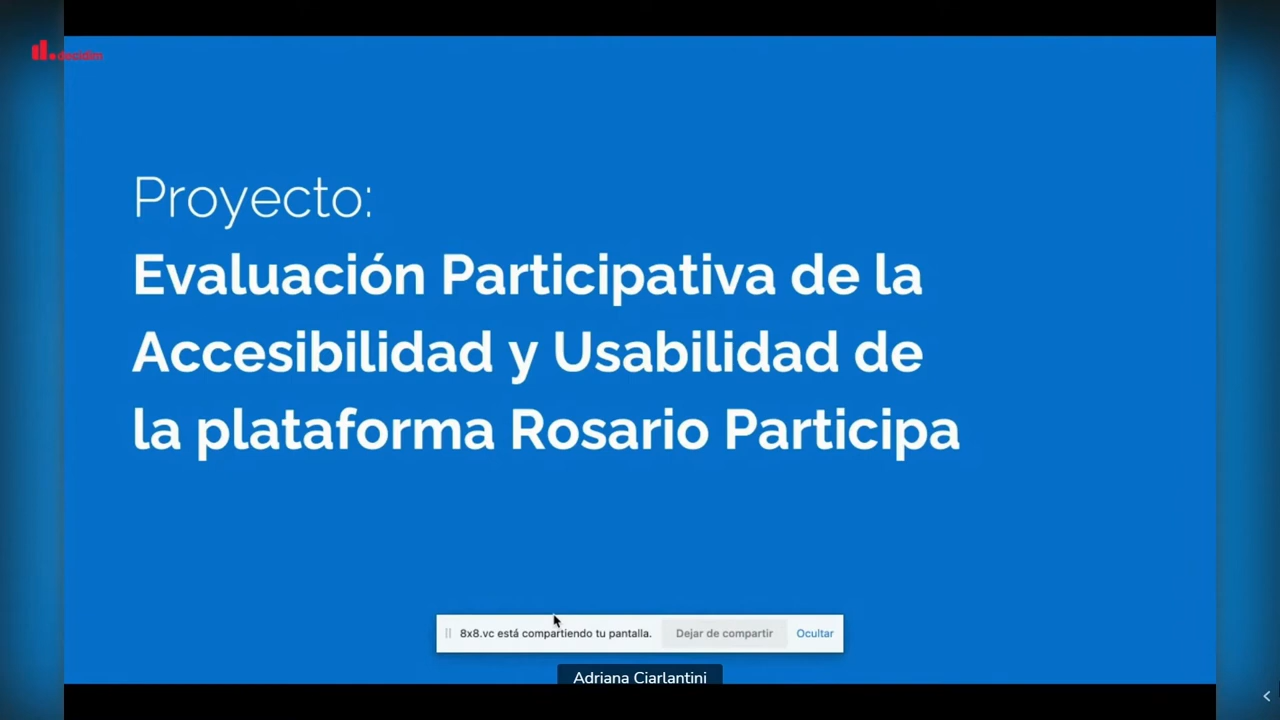 decidim
Proyecto:
Evaluación Participativa de la
Accesibilidad y Usabilidad de
la plataforma Rosario Participa
8x8.vc está compartiendo tu pantalla. Dejar de compartir Ocultar
Adriana Ciarlantini